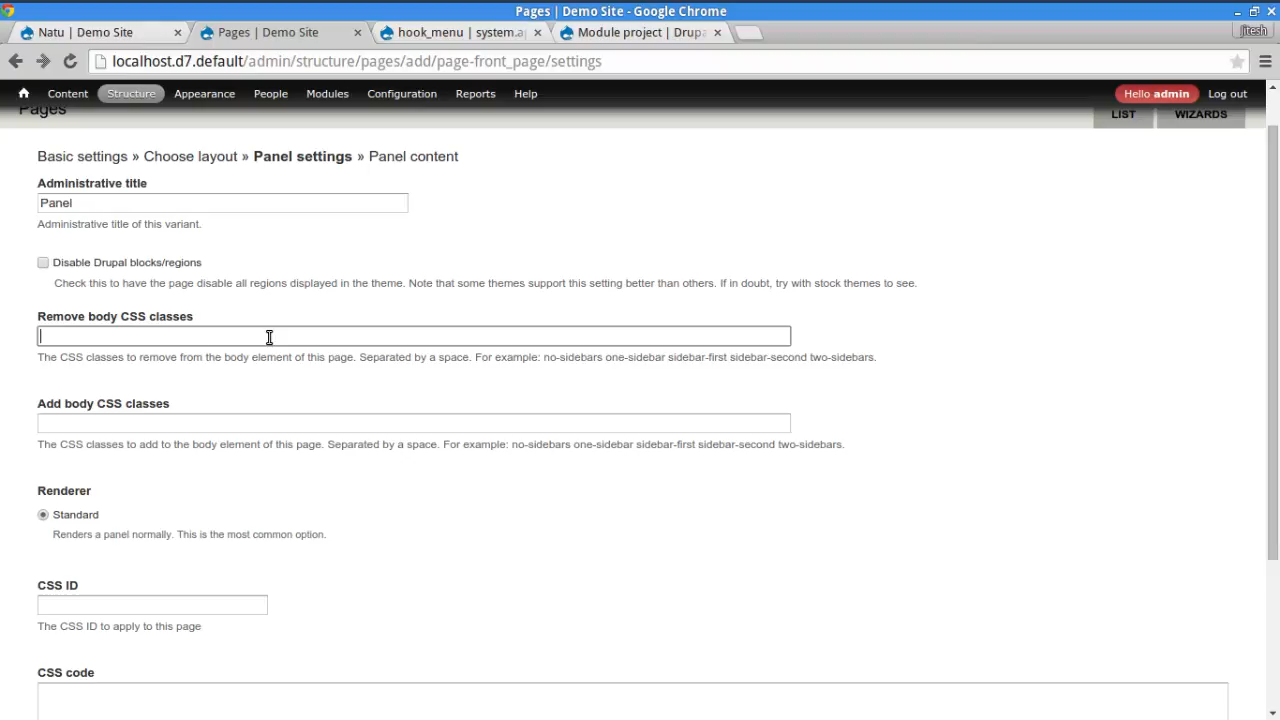 Pages | Demo Site - Google Chrome
Natu | Demo Site
Pages | Demo Site
hook_menu | system.a
Module project | Drup
localhost.d7.default/admin/structure/pages/add/page-front_page/settings
jitesh
Content Structure Appearance People Modules Configuration Reports Help Hello admin Log out
Pages
LIST WIZARDS
Basic settings » Choose layout » Panel settings » Panel content
Administrative title
Panel
Administrative title of this variant.
Disable Drupal blocks/regions
Check this to have the page disable all regions displayed in the theme. Note that some themes support this setting better than others. If in doubt, try with stock themes to see.
Remove body CSS classes
The CSS classes to remove from the body element of this page. Separated by a space. For example: no-sidebars one-sidebar sidebar-first sidebar-second two-sidebars.
Add body CSS classes
The CSS classes to add to the body element of this page. Separated by a space. For example: no-sidebars one-sidebar sidebar-first sidebar-second two-sidebars.
Renderer
Standard
Renders a panel normally. This is the most common option.
CSS ID
The CSS ID to apply to this page
CSS code